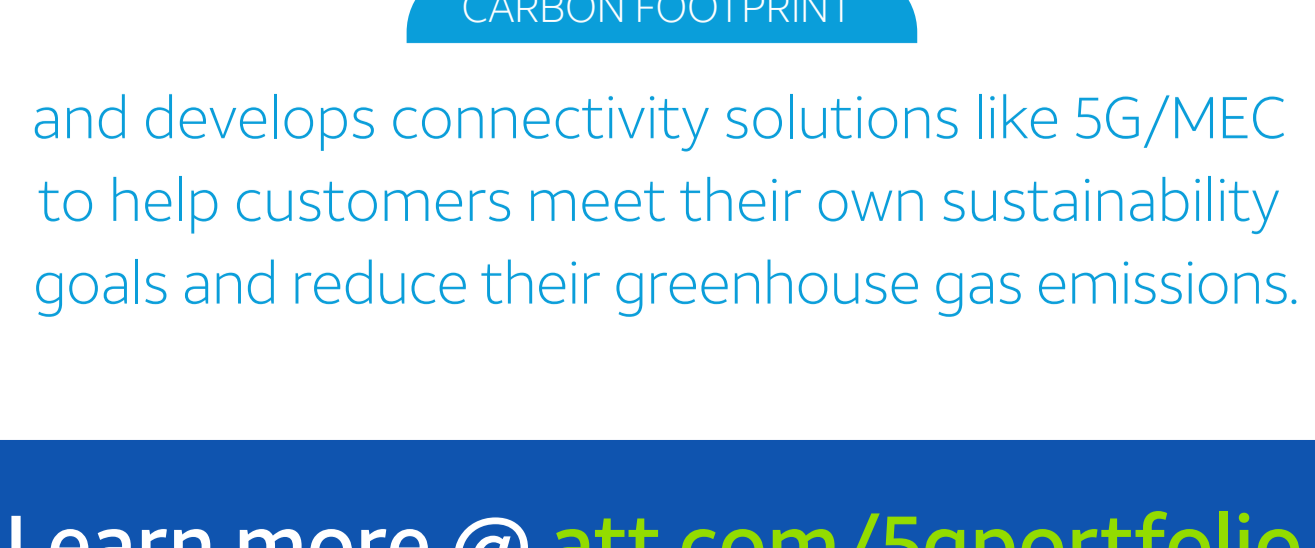 CARBON FOOTPRINT
and develops connectivity solutions like 5G/MEC
to help customers meet their own sustainability
goals and reduce their greenhouse gas emissions.
Learn more @ att.com/5gportfolio